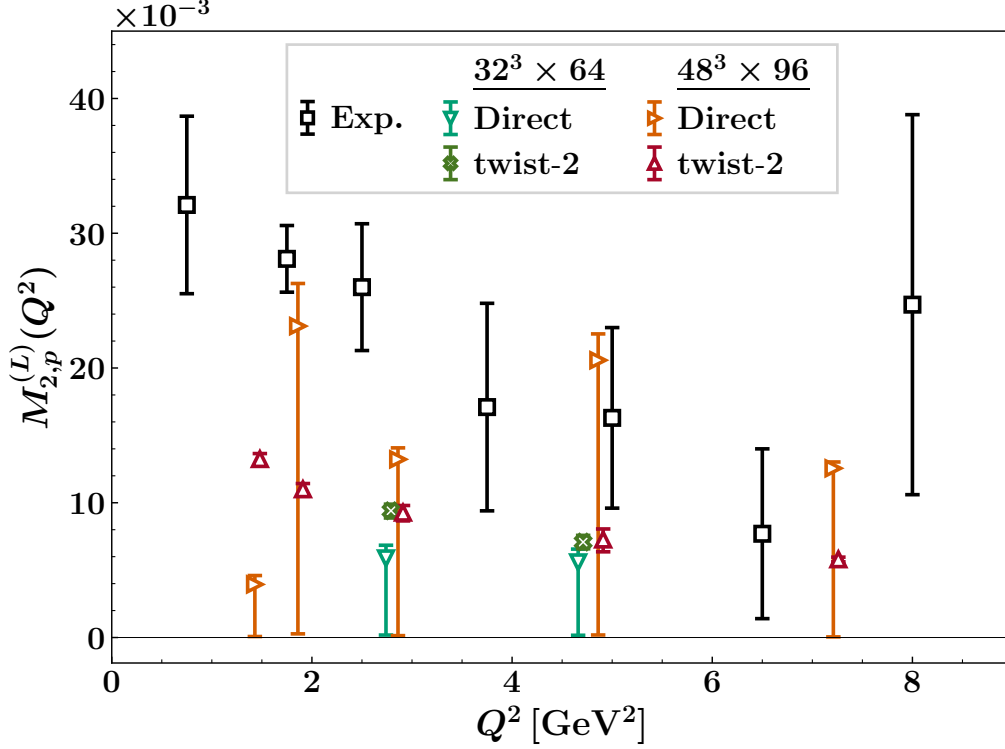 ×10⁻³
32³ × 64 48³ × 96
Exp. Direct Direct
twist-2 twist-2
40
30
20
10
0
M₂,ₚ⁽ᴸ⁾(Q²)
0 2 4 6 8
Q² [GeV²]